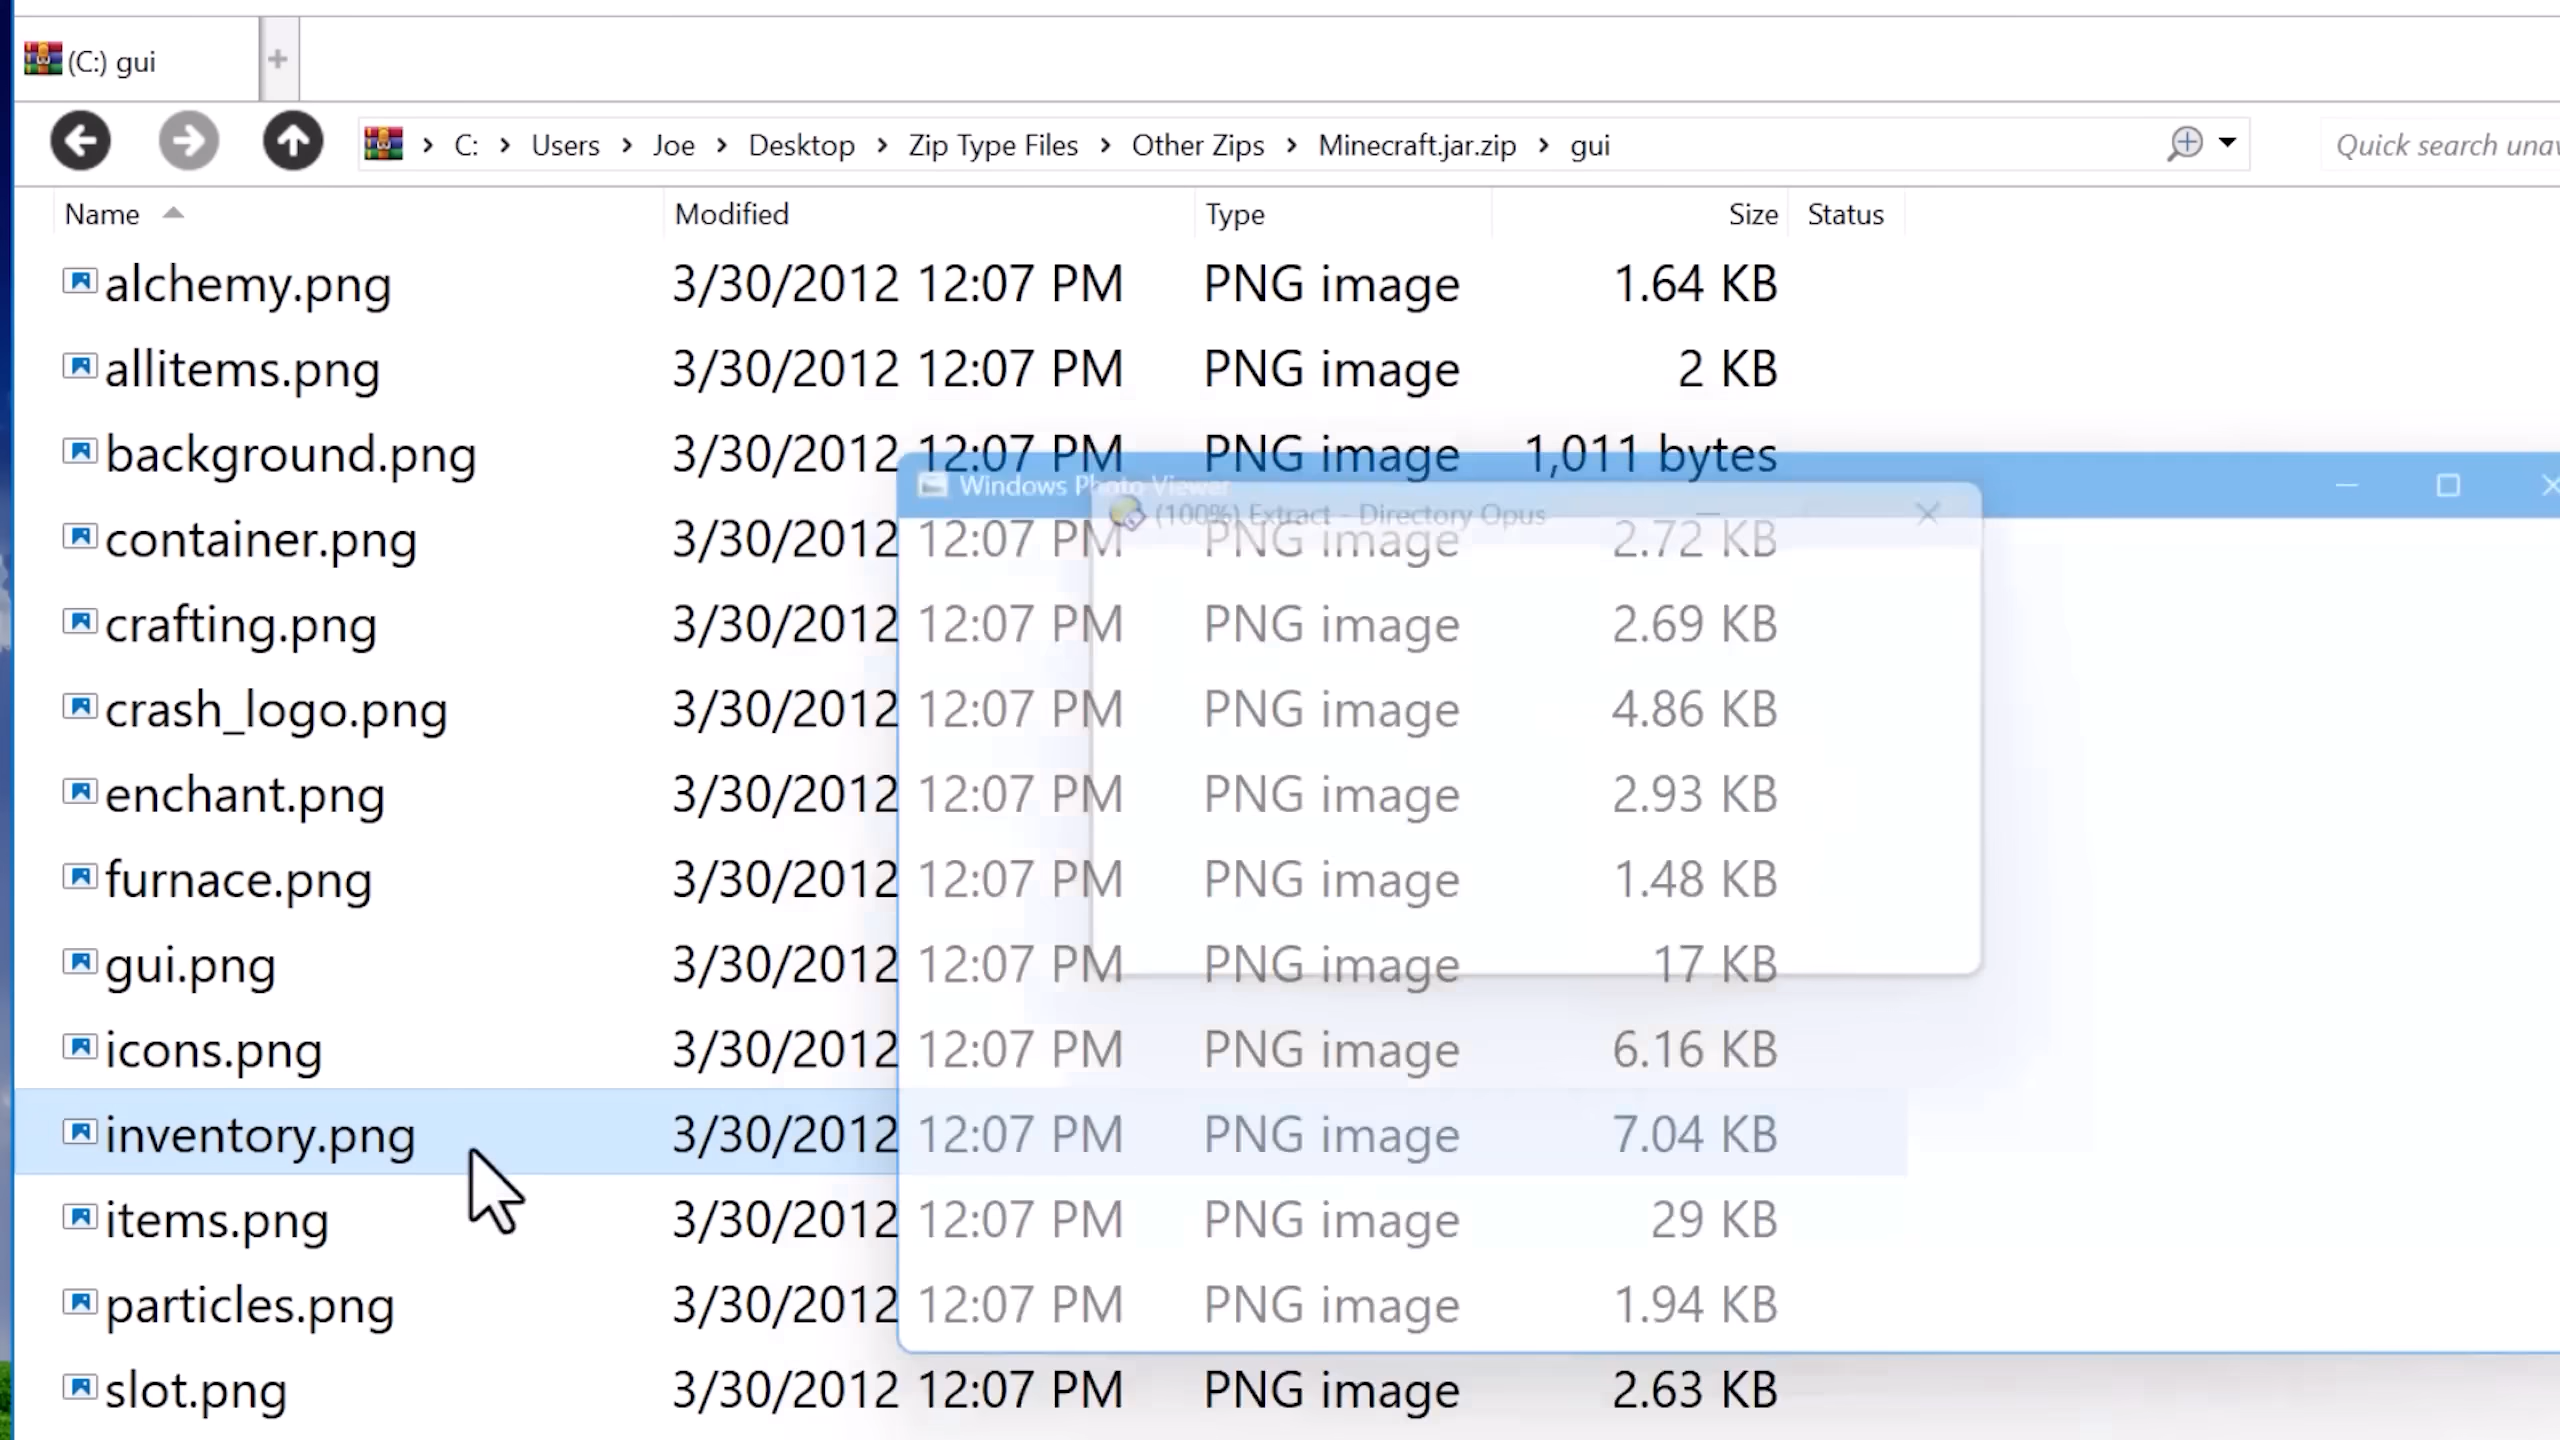 (C:) gui
+
C: Users Joe Desktop Zip Type Files Other Zips Minecraft.jar.zip gui
Quick search unav
Name Modified Type Size Status
alchemy.png 3/30/2012 12:07 PM PNG image 1.64 KB
allitems.png 3/30/2012 12:07 PM PNG image 2 KB
background.png 3/30/2012 12:07 PM PNG image 1,011 bytes
Windows Photo Viewer
(100%) Extract - Directory Opus
container.png 3/30/2012 12:07 PM PNG image 2.72 KB
crafting.png 3/30/2012 12:07 PM PNG image 2.69 KB
crash_logo.png 3/30/2012 12:07 PM PNG image 4.86 KB
enchant.png 3/30/2012 12:07 PM PNG image 2.93 KB
furnace.png 3/30/2012 12:07 PM PNG image 1.48 KB
gui.png 3/30/2012 12:07 PM PNG image 17 KB
icons.png 3/30/2012 12:07 PM PNG image 6.16 KB
inventory.png 3/30/2012 12:07 PM PNG image 7.04 KB
items.png 3/30/2012 12:07 PM PNG image 29 KB
particles.png 3/30/2012 12:07 PM PNG image 1.94 KB
slot.png 3/30/2012 12:07 PM PNG image 2.63 KB